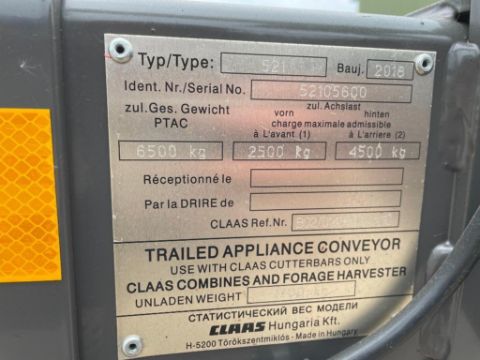 Typ/Type: 521 Bauj. 2018
Ident. Nr./Serial No. 52105600
zul.Ges. Gewicht vorn zul. Achslast hinten
PTAC charge maximale admissible
à L'avant (1) à L'arriere (2)
6500 kg 2500 kg 4500 kg
Réceptionné le
Par la DRIRE de
CLAAS Ref.Nr.
TRAILED APPLIANCE CONVEYOR
USE WITH CLAAS CUTTERBARS ONLY
CLAAS COMBINES AND FORAGE HARVESTER
UNLADEN WEIGHT
СТАТИСТИЧЕСКИЙ ВЕС МОДЕЛИ
CLAAS Hungaria Kft.
H-5200 Törökszentmiklós - Made in Hungary